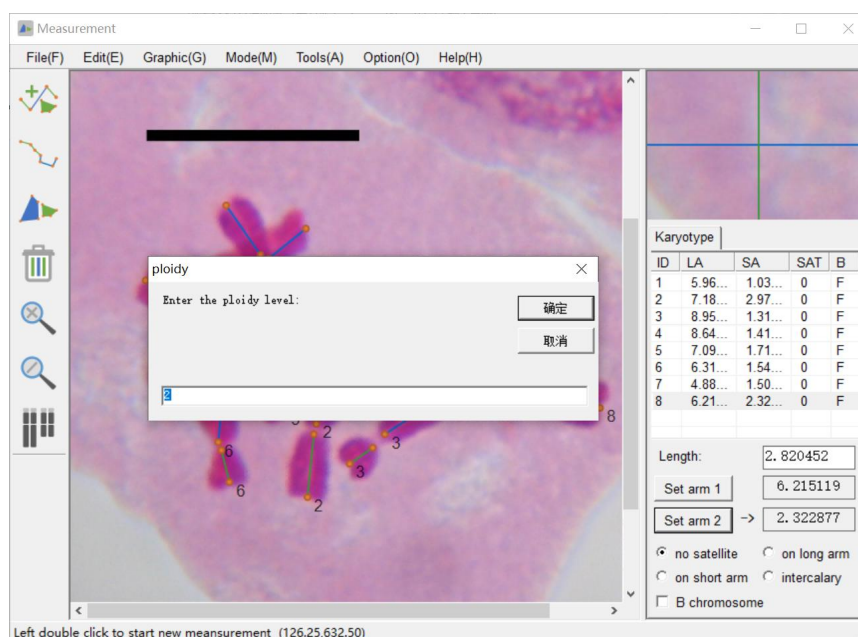 Measurement
File(F) Edit(E) Graphic(G) Mode(M) Tools(A) Option(O) Help(H)
ploidy
Enter the ploidy level:
确定
取消
2
8
6
6
2
2
3
3
Karyotype
ID LA SA SAT B
1 5.96... 1.03... 0 F
2 7.18... 2.97... 0 F
3 8.95... 1.31... 0 F
4 8.64... 1.41... 0 F
5 7.09... 1.71... 0 F
6 6.31... 1.54... 0 F
7 4.88... 1.50... 0 F
8 6.21... 2.32... 0 F
Length: 2.820452
Set arm 1 6.215119
Set arm 2 -> 2.322877
no satellite on long arm
on short arm intercalary
B chromosome
Left double click to start new meansurement (126.25,632.50)